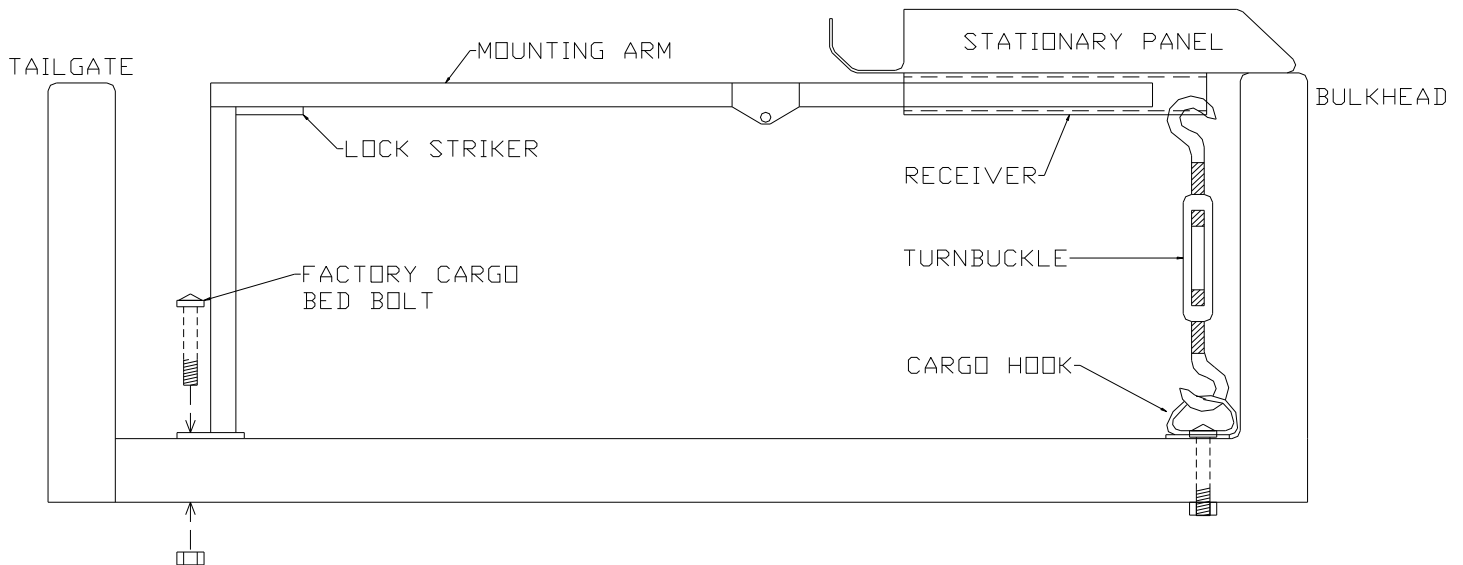 STATIONARY PANEL
MOUNTING ARM
TAILGATE
BULKHEAD
LOCK STRIKER
RECEIVER
TURNBUCKLE
FACTORY CARGO
BED BOLT
CARGO HOOK